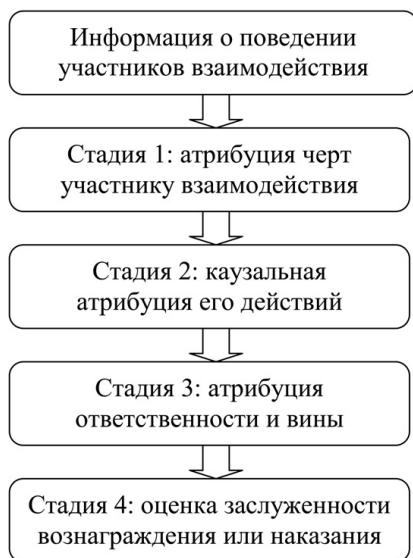 Информация о поведении
участников взаимодействия
Стадия 1: атрибуция черт
участнику взаимодействия
Стадия 2: каузальная
атрибуция его действий
Стадия 3: атрибуция
ответственности и вины
Стадия 4: оценка заслуженности
вознаграждения или наказания